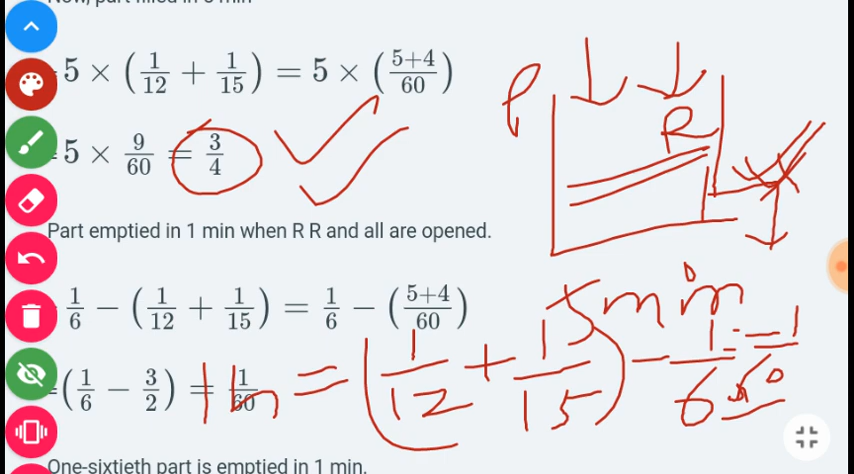 5 × (1/12 + 1/15) = 5 × (5+4/60)
= 5 × 9/60 = 3/4
Part emptied in 1 min when R R and all are opened.
1/6 − (1/12 + 1/15) = 1/6 − (5+4/60)
=(1/6 − 3/2) = 1/60
One-sixtieth part is emptied in 1 min.
P
R
5 min
1 h = (1/12 + 1/15) − 1/6 = −1/60